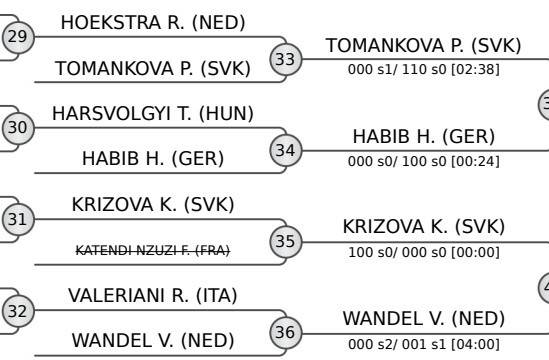 HOEKSTRA R. (NED)
29
33
TOMANKOVA P. (SVK)
TOMANKOVA P. (SVK)
000 s1/ 110 s0 [02:38]
HARSVOLGYI T. (HUN)
30
34
HABIB H. (GER)
HABIB H. (GER)
000 s0/ 100 s0 [00:24]
KRIZOVA K. (SVK)
31
35
KRIZOVA K. (SVK)
KATENDI NZUZI F. (FRA)
100 s0/ 000 s0 [00:00]
VALERIANI R. (ITA)
32
36
WANDEL V. (NED)
WANDEL V. (NED)
000 s2/ 001 s1 [04:00]